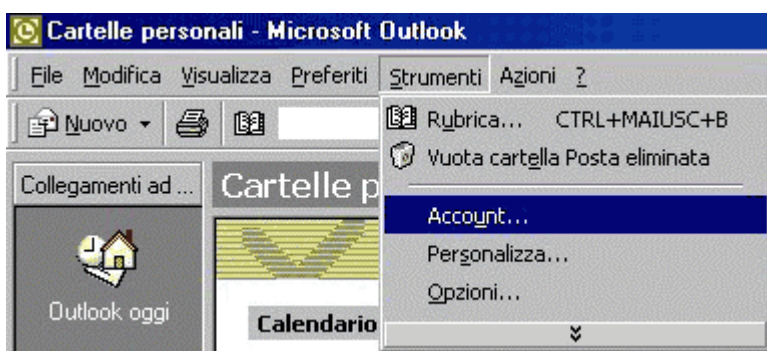 Cartelle personali - Microsoft Outlook
File Modifica Visualizza Preferiti Strumenti Azioni ?
Nuovo
Rubrica... CTRL+MAIUSC+B
Vuota cartella Posta eliminata
Collegamenti ad ...
Cartelle p
Account...
Personalizza...
Opzioni...
Outlook oggi
Calendario